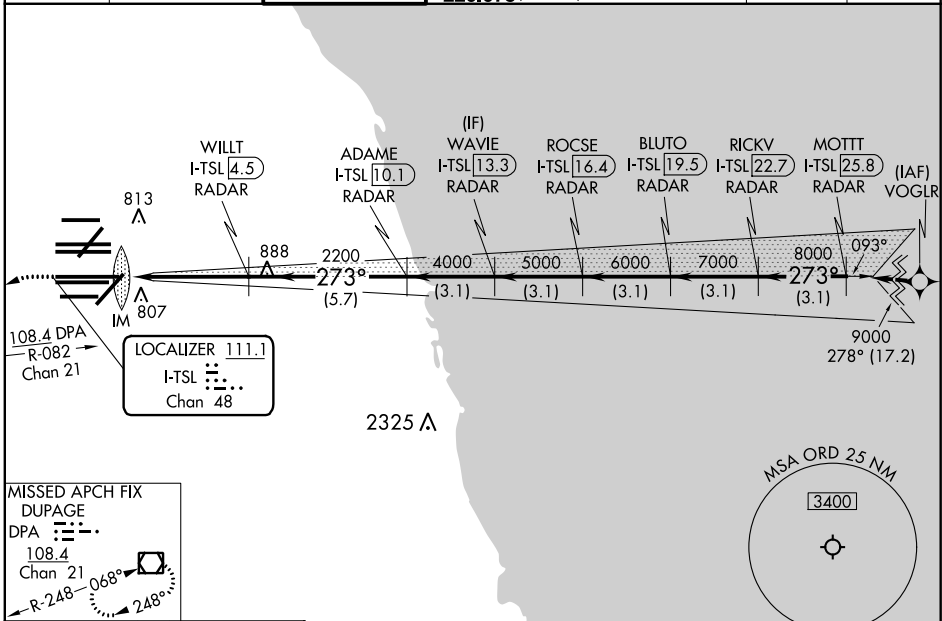 (IF)
WILLT
I-TSL 4.5
RADAR
ADAME
I-TSL 10.1
RADAR
WAVIE
I-TSL 13.3
RADAR
ROCSE
I-TSL 16.4
RADAR
BLUTO
I-TSL 19.5
RADAR
RICKV
I-TSL 22.7
RADAR
MOTTT
I-TSL 25.8
RADAR
(IAF)
VOGLR
813
888
2200
4000
5000
6000
7000
8000
093°
273°
273°
(5.7)
(3.1)
(3.1)
(3.1)
(3.1)
(3.1)
807
IM
9000
278° (17.2)
108.4 DPA
R-082
Chan 21
LOCALIZER 111.1
I-TSL
Chan 48
2325
MSA ORD 25 NM
3400
MISSED APCH FIX
DUPAGE
DPA
108.4
Chan 21
R-248
068°
248°